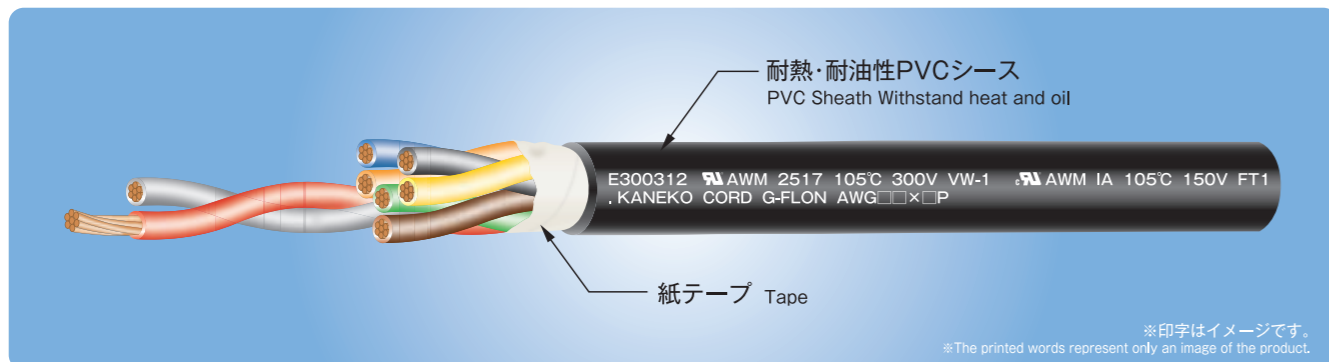 耐熱・耐油性PVCシース
PVC Sheath Withstand heat and oil
E300312 RU AWM 2517 105℃ 300V VW-1 cRU AWM IA 105℃ 150V FT1
. KANEKO CORD G-FLON AWG□□×□P
紙テープ Tape
※印字はイメージです。
※The printed words represent only an image of the product.